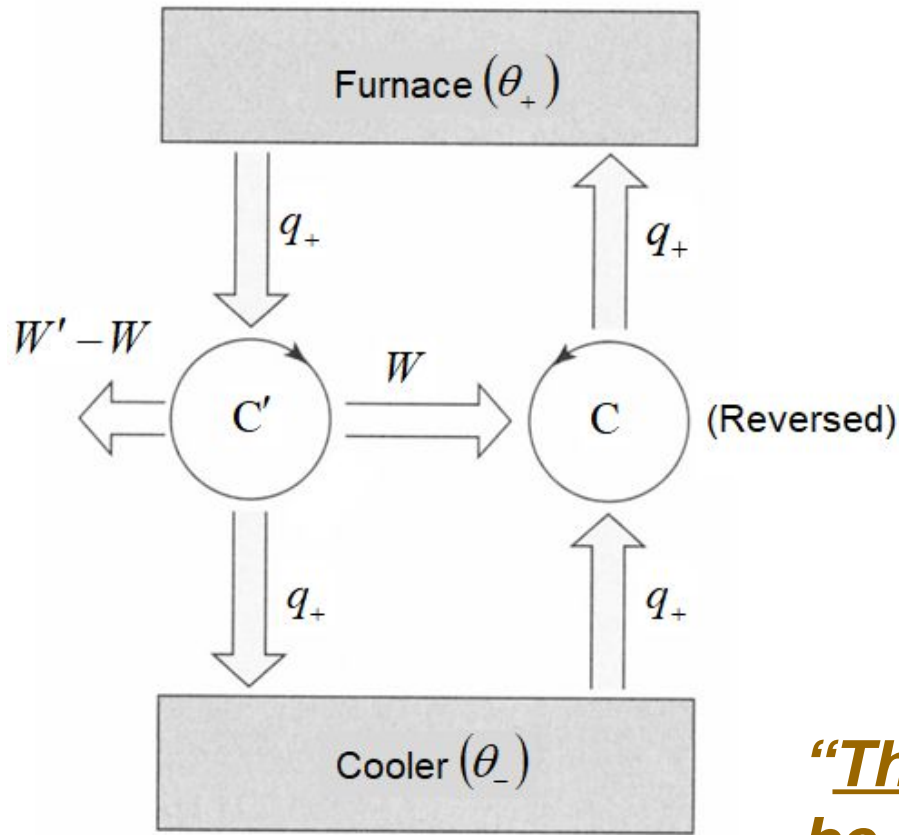 Furnace (θ₊)
q₊
q₊
W' – W
W
C'
C
(Reversed)
q₊
q₊
Cooler (θ₋)
“Th
be